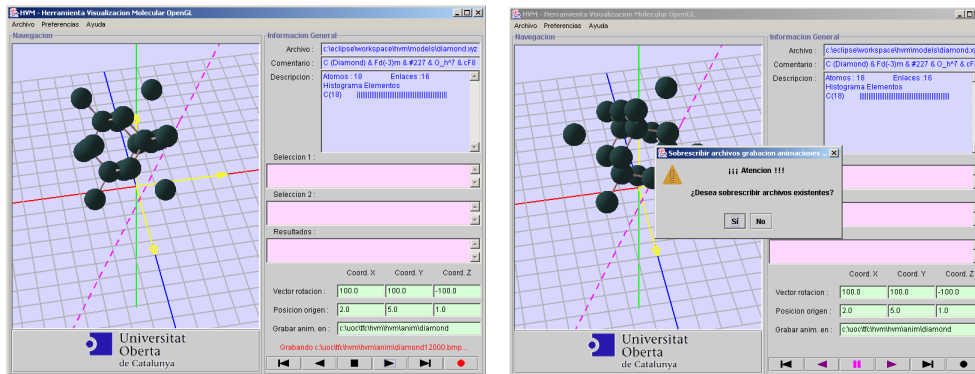 HVM - Herramienta Visualizacion Molecular OpenGL
Archivo Preferencias Ayuda
Navegacion
Informacion General
Archivo : c:\eclipse\workspace\hvm\models\diamond.xyz
Comentario : C (Diamond) & Fd(-3)m & #227 & O_h^7 & cF8
Descripcion : Atomos : 18 Enlaces :16
Histograma Elementos
C(18) ||||||||||||||||||||||||||||||||||||
Seleccion 1 :
Seleccion 2 :
Resultados :
Coord. X Coord. Y Coord. Z
Vector rotacion : 100.0 100.0 -100.0
Posicion origen : 2.0 5.0 1.0
Grabar anim. en : c:\uoc\tfc\hvm\hvm\anim\diamond
Grabando c:\uoc\tfc\hvm\hvm\anim\diamond12000.bmp...
Universitat
Oberta
de Catalunya
HVM - Herramienta Visualizacion Molecular OpenGL
Archivo Preferencias Ayuda
Navegacion
Informacion General
Archivo : c:\eclipse\workspace\hvm\models\diamond.xy
Comentario : C (Diamond) & Fd(-3)m & #227 & O_h^7 & cF8
Descripcion : Atomos : 18 Enlaces :16
Histograma Elementos
C(18) ||||||||||||||||||||||||||||||||||||
Sobrescribir archivos grabacion animaciones ...
¡¡¡ Atencion !!!
¿Desea sobrescribir archivos existentes?
Sí No
Coord. X Coord. Y Coord. Z
Vector rotacion : 100.0 100.0 -100.0
Posicion origen : 2.0 5.0 1.0
Grabar anim. en : c:\uoc\tfc\hvm\hvm\anim\diamond
Universitat
Oberta
de Catalunya